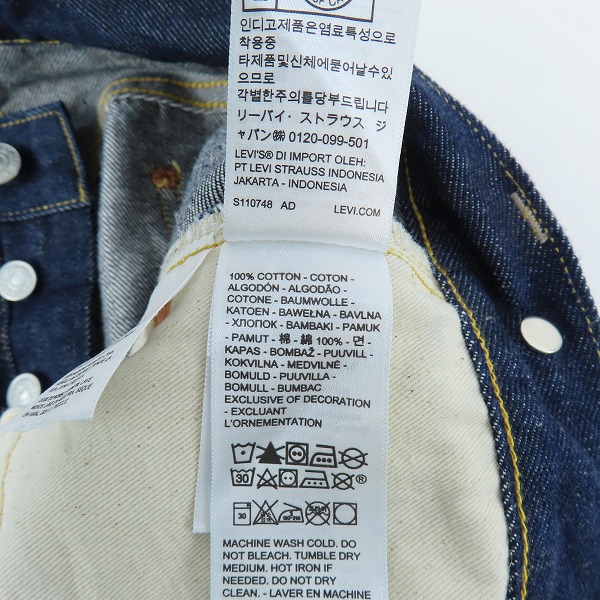 인디고제품은염료특성으로
착용중
타제품및신체에묻어날수있
으므로
각별한주의를당부드립니다
リーバイ・ストラウス ジ
ャパン㈱ 0120-099-501
LEVI'S® DI IMPORT OLEH:
PT LEVI STRAUSS INDONESIA
JAKARTA - INDONESIA
S110748 AD LEVI.COM
100% COTTON - COTON -
ALGODÓN - ALGODÃO -
COTONE - BAUMWOLLE -
KATOEN - BAWEŁNA - BAVLNA
- ХЛОПОК - BAMBAKI - PAMUK
- PAMUT - 棉 - 綿 100% - 면 -
KAPAS - BOMBAŽ - PUUVILL -
KOKVILNA - MEDVILNĖ -
BOMULD - PUUVILLA -
BOMULL - BUMBAC
EXCLUSIVE OF DECORATION
- EXCLUANT
L'ORNEMENTATION
30
30
MACHINE WASH COLD. DO
NOT BLEACH. TUMBLE DRY
MEDIUM. HOT IRON IF
NEEDED. DO NOT DRY
CLEAN. - LAVER EN MACHINE